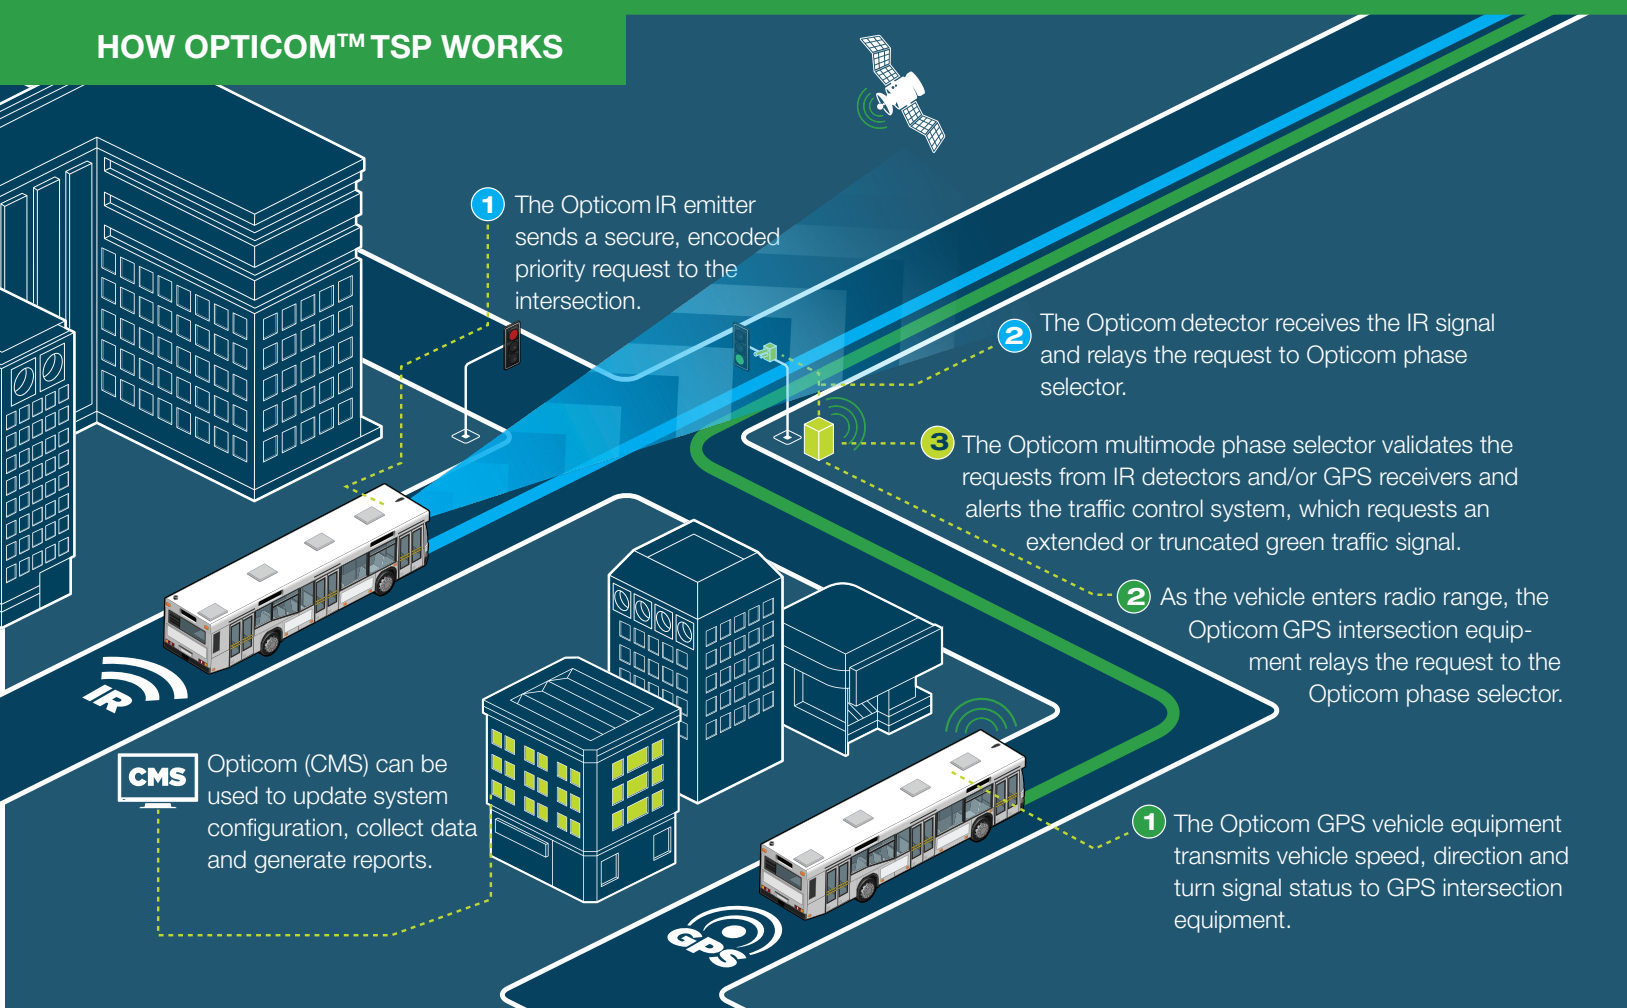 HOW OPTICOM™ TSP WORKS
1 The Opticom IR emitter
sends a secure, encoded
priority request to the
intersection.
2 The Opticom detector receives the IR signal
and relays the request to Opticom phase
selector.
3 The Opticom multimode phase selector validates the
requests from IR detectors and/or GPS receivers and
alerts the traffic control system, which requests an
extended or truncated green traffic signal.
2 As the vehicle enters radio range, the
Opticom GPS intersection equip-
ment relays the request to the
Opticom phase selector.
IR
CMS
Opticom (CMS) can be
used to update system
configuration, collect data
and generate reports.
1 The Opticom GPS vehicle equipment
transmits vehicle speed, direction and
turn signal status to GPS intersection
equipment.
GPS